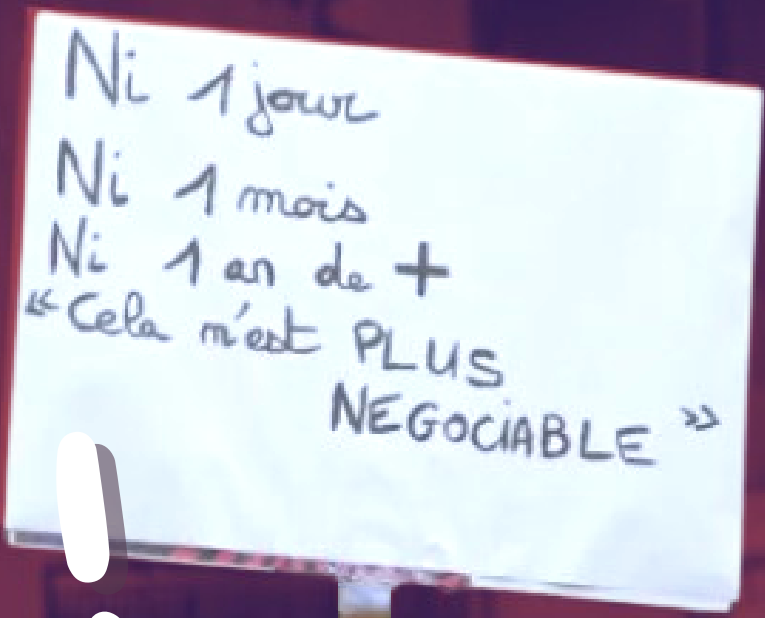 Ni 1 jour
Ni 1 mois
Ni 1 an de +
« Cela n'est PLUS
NEGOCiABLE »
!